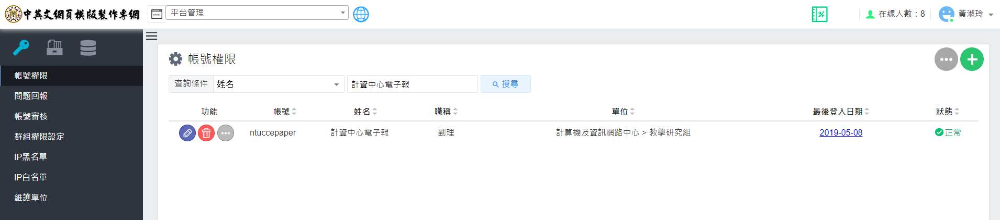 中英文網頁模版製作專網
平台管理
在線人數：8
黃淑玲
帳號權限
問題回報
帳號審核
群組權限設定
IP黑名單
IP白名單
維護單位
帳號權限
查詢條件 姓名 計資中心電子報 搜尋
功能 帳號 姓名 職稱 單位 最後登入日期 狀態
ntuccepaper 計資中心電子報 副理 計算機及資訊網路中心 > 教學研究組 2019-05-08 正常